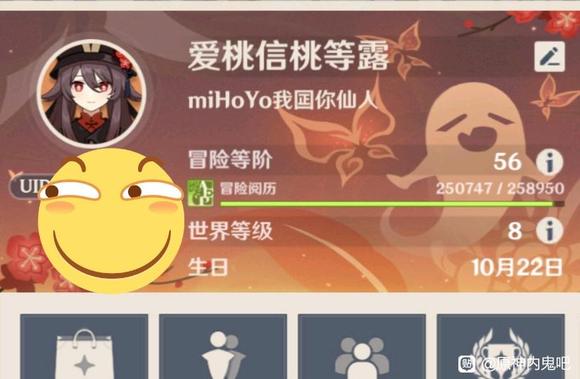 爱桃信桃等露
miHoYo我囯你仙人
冒险等阶 56
冒险阅历 250747 / 258950
UID
世界等级 8
生日 10月22日
贴 @原神内鬼吧